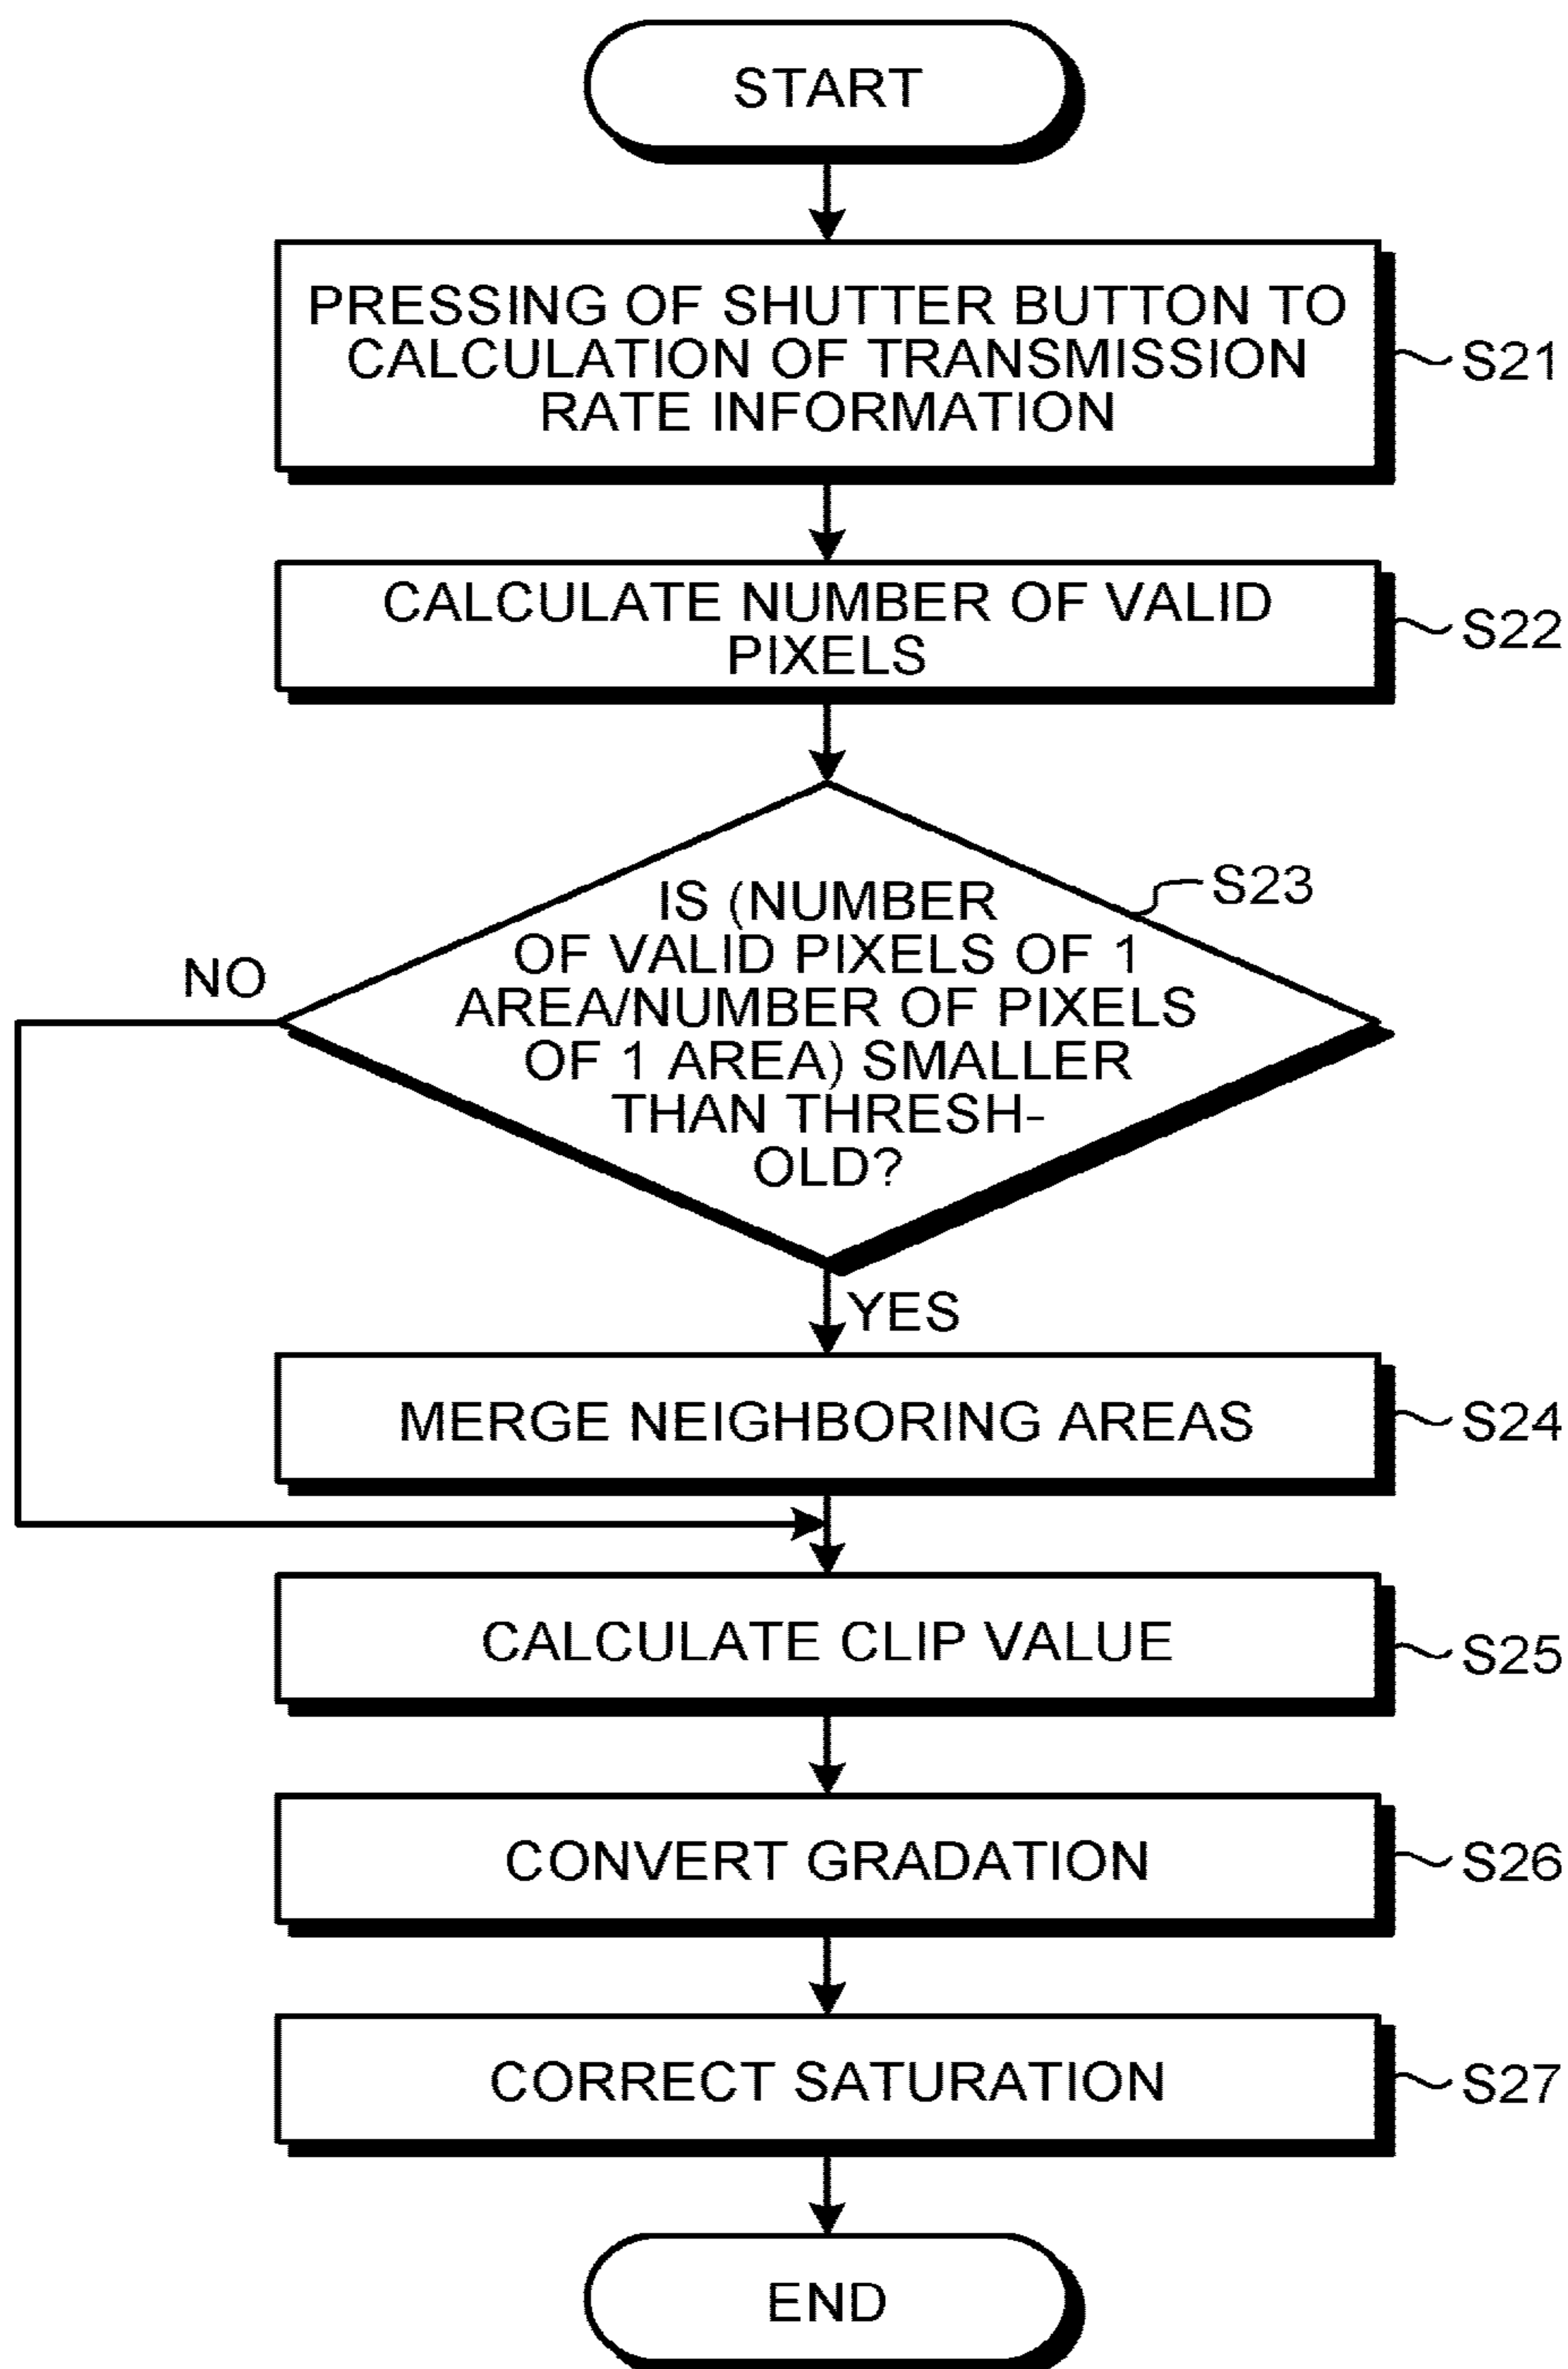 START
PRESSING OF SHUTTER BUTTON TO
CALCULATION OF TRANSMISSION
RATE INFORMATION
S21
CALCULATE NUMBER OF VALID
PIXELS
S22
IS (NUMBER
OF VALID PIXELS OF 1
AREA/NUMBER OF PIXELS
OF 1 AREA) SMALLER
THAN THRESH-
OLD?
S23
NO
YES
MERGE NEIGHBORING AREAS
S24
CALCULATE CLIP VALUE
S25
CONVERT GRADATION
S26
CORRECT SATURATION
S27
END